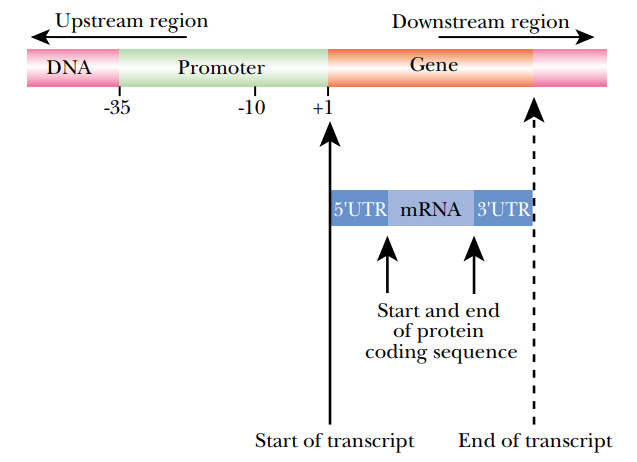 Upstream region
Downstream region
DNA
Promoter
Gene
-35
-10
+1
5'UTR
mRNA
3'UTR
Start and end
of protein
coding sequence
Start of transcript
End of transcript